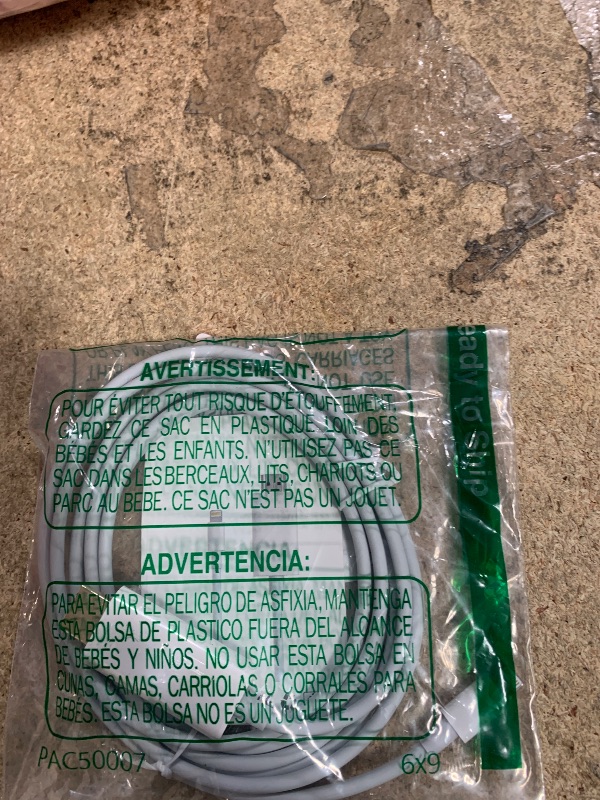 AVERTISSEMENT:
POUR ÉVITER TOUT RISQUE D'ÉTOUFFEMENT,
GARDEZ CE SAC EN PLASTIQUE LOIN DES
BÉBÉS ET LES ENFANTS. N'UTILISEZ PAS CE
SAC DANS LES BERCEAUX, LITS, CHARIOTS OU
PARC AU BEBE. CE SAC N'EST PAS UN JOUET.
ADVERTENCIA:
PARA EVITAR EL PELIGRO DE ASFIXIA, MANTENGA
ESTA BOLSA DE PLASTICO FUERA DEL ALCANCE
DE BEBÉS Y NIÑOS. NO USAR ESTA BOLSA EN
CUNAS, CAMAS, CARRIOLAS O CORRALES PARA
BEBÉS. ESTA BOLSA NO ES UN JUGUETE.
PAC50007
6x9
eady to Ship